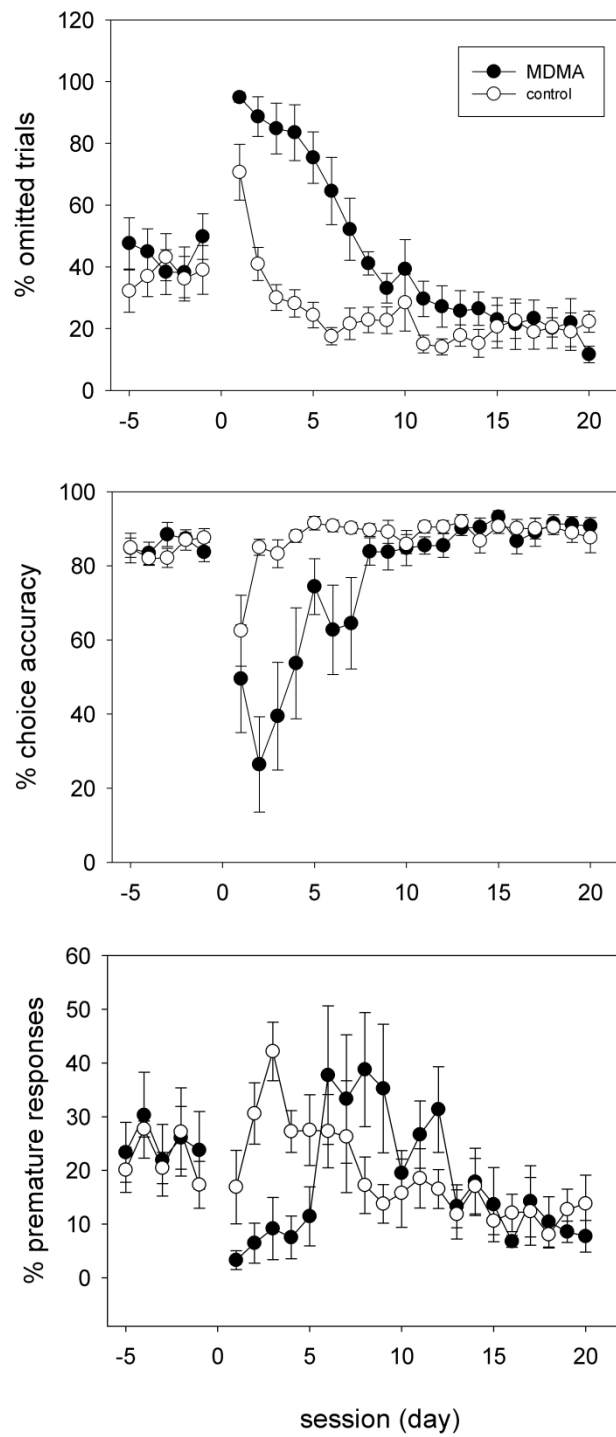 120
100
80
60
40
20
0
% omitted trials
MDMA
control
-5 0 5 10 15 20
100
80
60
40
20
0
% choice accuracy
-5 0 5 10 15 20
60
50
40
30
20
10
0
% premature responses
-5 0 5 10 15 20
session (day)